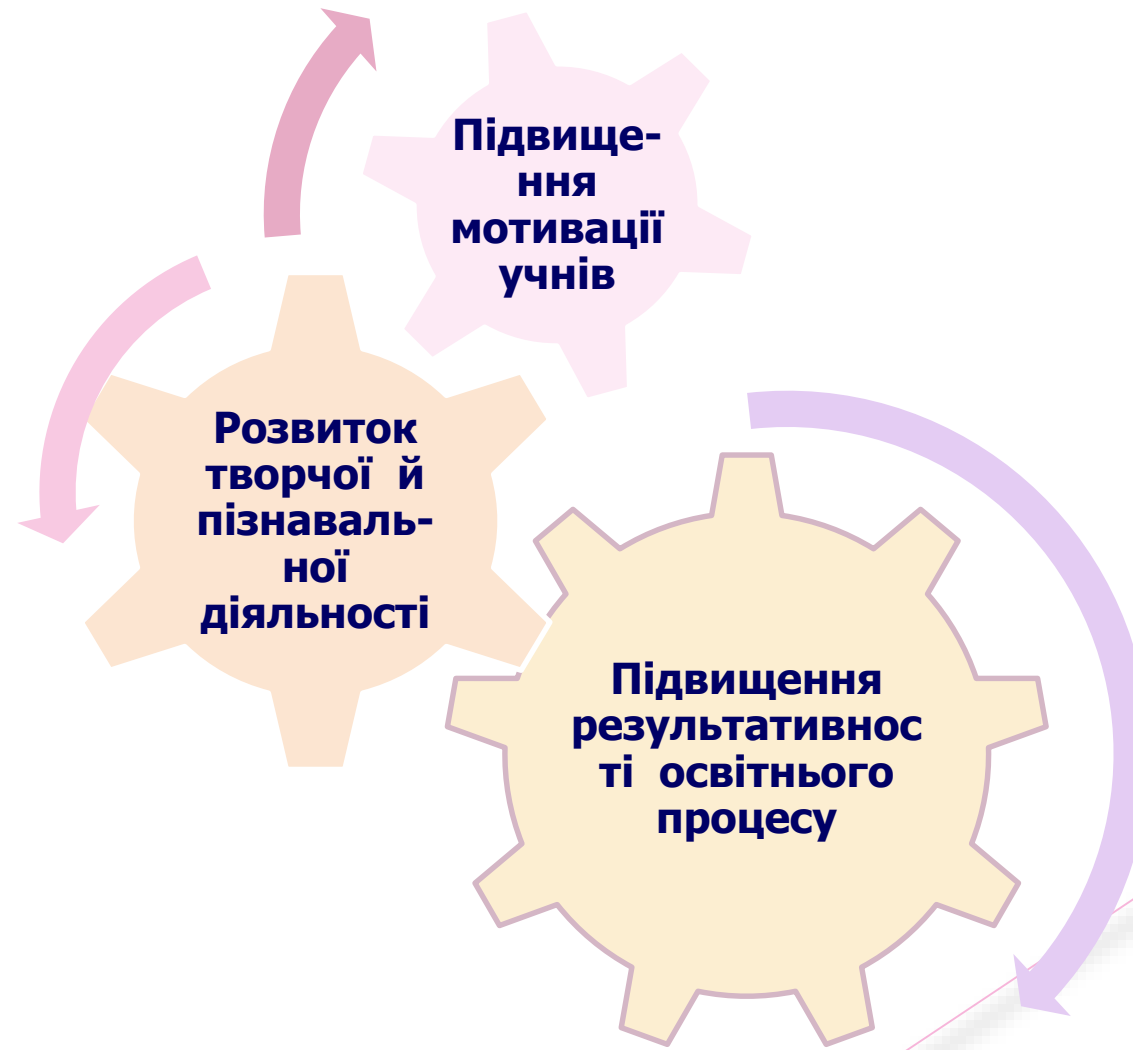 Підвище-
ння
мотивації
учнів
Розвиток
творчої й
пізнаваль-
ної
діяльності
Підвищення
результативнос
ті освітнього
процесу